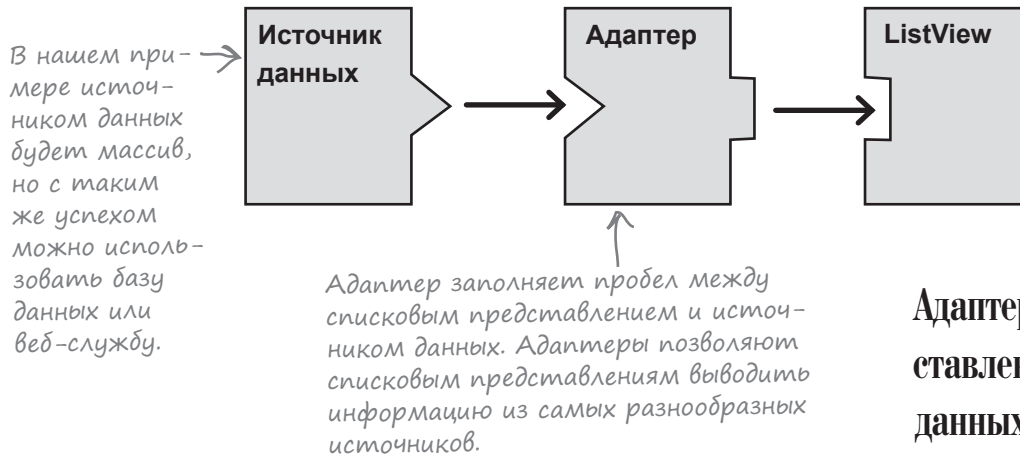 В нашем при-
мере источ-
ником данных
будет массив,
но с таким
же успехом
можно исполь-
зовать базу
данных или
веб-службу.
Источник
данных
Адаптер
ListView
Адаптер заполняет пробел между
списковым представлением и источ-
ником данных. Адаптеры позволяют
списковым представлениям выводить
информацию из самых разнообразных
источников.
данных